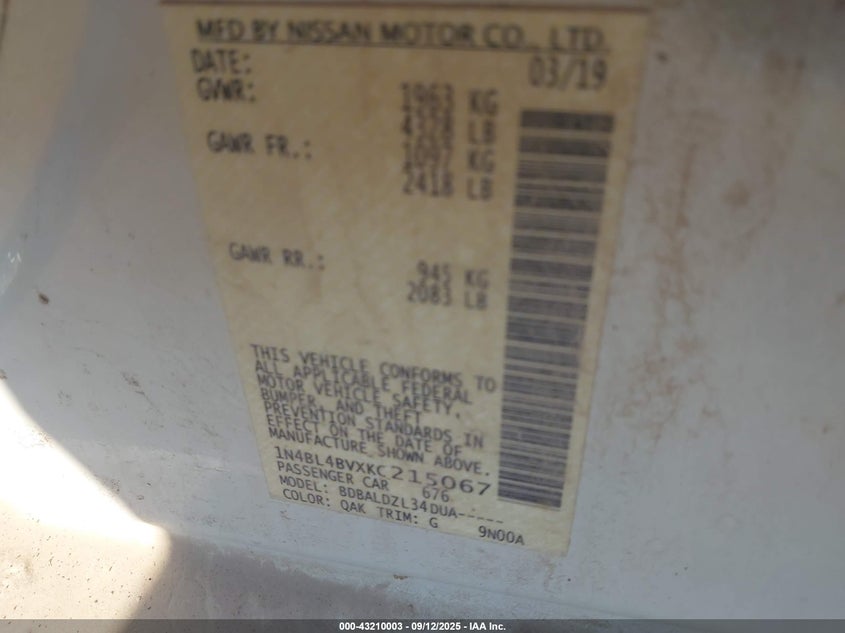 MFD BY NISSAN MOTOR CO., LTD.
DATE: 03/19
GVWR: 1963 KG
4328 LB
GAWR FR.: 1097 KG
2418 LB
GAWR RR.: 945 KG
2083 LB
THIS VEHICLE CONFORMS TO
ALL APPLICABLE FEDERAL
MOTOR VEHICLE SAFETY,
BUMPER, AND THEFT
PREVENTION STANDARDS IN
EFFECT ON THE DATE OF
MANUFACTURE SHOWN ABOVE.
1N4BL4BVXKC215067
PASSENGER CAR 676
MODEL: BDBALDZL34DUA-----
COLOR: QAK TRIM: G 9N00A
000-43210003 - 09/12/2025 - IAA Inc.